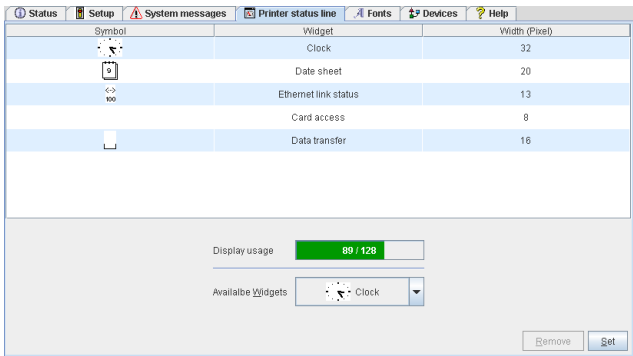 Status Setup System messages Printer status line Fonts Devices Help
Symbol Widget Width (Pixel)
Clock 32
9 Date sheet 20
<·> 
100 Ethernet link status 13
Card access 8
Data transfer 16
Display usage 89 / 128
Availalbe Widgets Clock
Remove Set